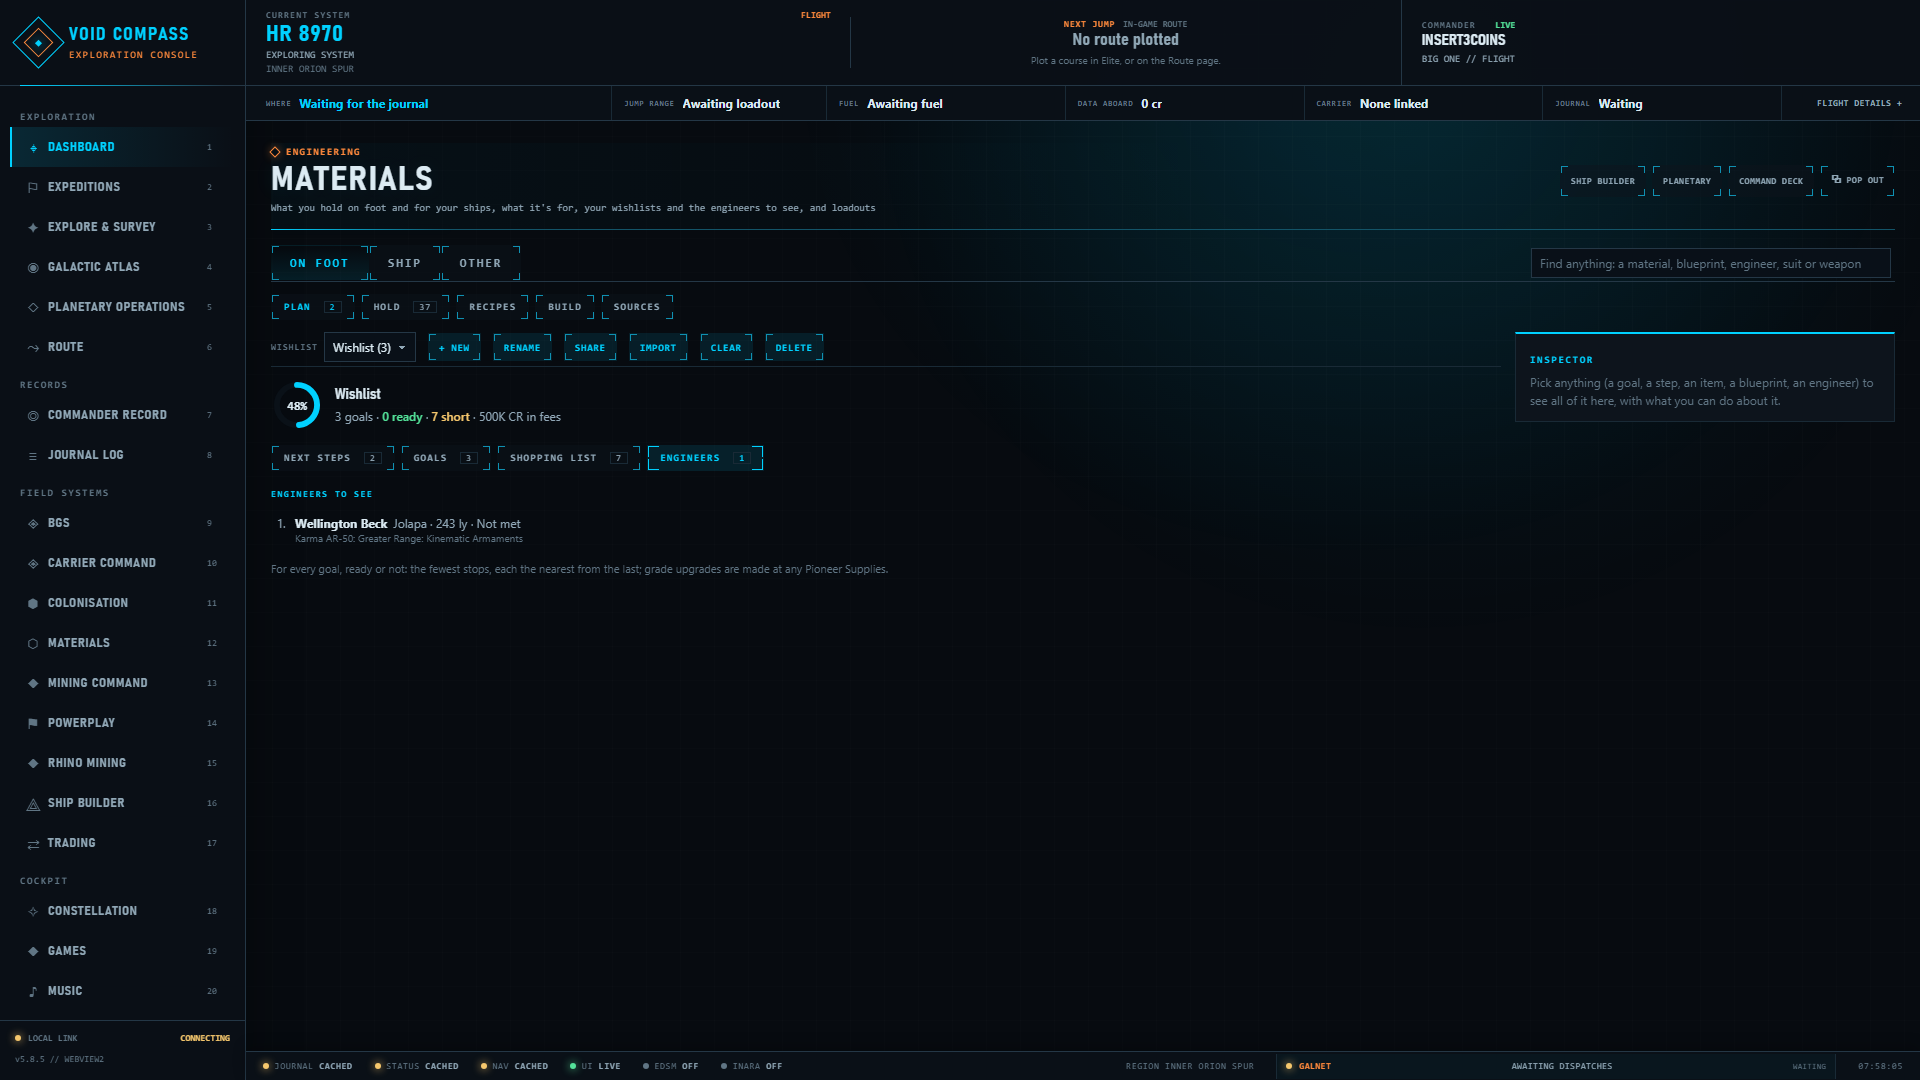 VOID COMPASS
EXPLORATION CONSOLE
CURRENT SYSTEM
HR 8970
EXPLORING SYSTEM
INNER ORION SPUR
FLIGHT
NEXT JUMP IN-GAME ROUTE
No route plotted
Plot a course in Elite, or on the Route page.
COMMANDER LIVE
INSERT3COINS
BIG ONE // FLIGHT
WHERE Waiting for the journal
JUMP RANGE Awaiting loadout
FUEL Awaiting fuel
DATA ABOARD 0 cr
CARRIER None linked
JOURNAL Waiting
FLIGHT DETAILS +
EXPLORATION
DASHBOARD 1
EXPEDITIONS 2
EXPLORE & SURVEY 3
GALACTIC ATLAS 4
PLANETARY OPERATIONS 5
ROUTE 6
RECORDS
COMMANDER RECORD 7
JOURNAL LOG 8
FIELD SYSTEMS
BGS 9
CARRIER COMMAND 10
COLONISATION 11
MATERIALS 12
MINING COMMAND 13
POWERPLAY 14
RHINO MINING 15
SHIP BUILDER 16
TRADING 17
COCKPIT
CONSTELLATION 18
GAMES 19
MUSIC 20
LOCAL LINK CONNECTING
v5.8.5 // WEBVIEW2
ENGINEERING
MATERIALS
What you hold on foot and for your ships, what it's for, your wishlists and the engineers to see, and loadouts
SHIP BUILDER
PLANETARY
COMMAND DECK
POP OUT
ON FOOT
SHIP
OTHER
Find anything: a material, blueprint, engineer, suit or weapon
PLAN 2
HOLD 37
RECIPES
BUILD
SOURCES
WISHLIST Wishlist (3)
+ NEW
RENAME
SHARE
IMPORT
CLEAR
DELETE
48%
Wishlist
3 goals · 0 ready · 7 short · 500K CR in fees
NEXT STEPS 2
GOALS 3
SHOPPING LIST 7
ENGINEERS 1
ENGINEERS TO SEE
1. Wellington Beck Jolapa · 243 ly · Not met
Karma AR-50: Greater Range: Kinematic Armaments
For every goal, ready or not: the fewest stops, each the nearest from the last; grade upgrades are made at any Pioneer Supplies.
INSPECTOR
Pick anything (a goal, a step, an item, a blueprint, an engineer) to
see all of it here, with what you can do about it.
JOURNAL CACHED
STATUS CACHED
NAV CACHED
UI LIVE
EDSM OFF
INARA OFF
REGION INNER ORION SPUR
GALNET
AWAITING DISPATCHES
WAITING
07:58:05